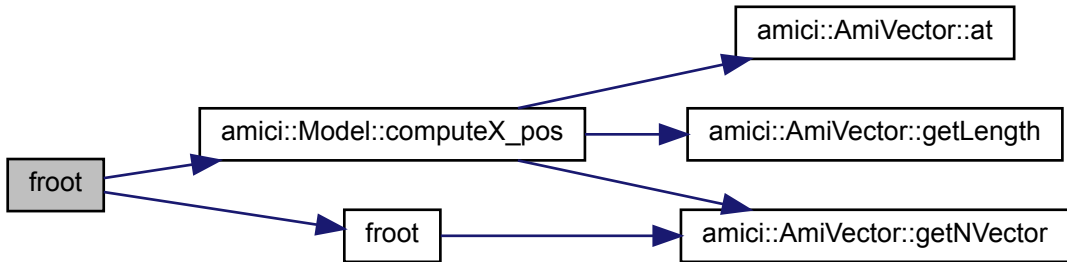 froot
amici::Model::computeX_pos
froot
amici::AmiVector::at
amici::AmiVector::getLength
amici::AmiVector::getNVector